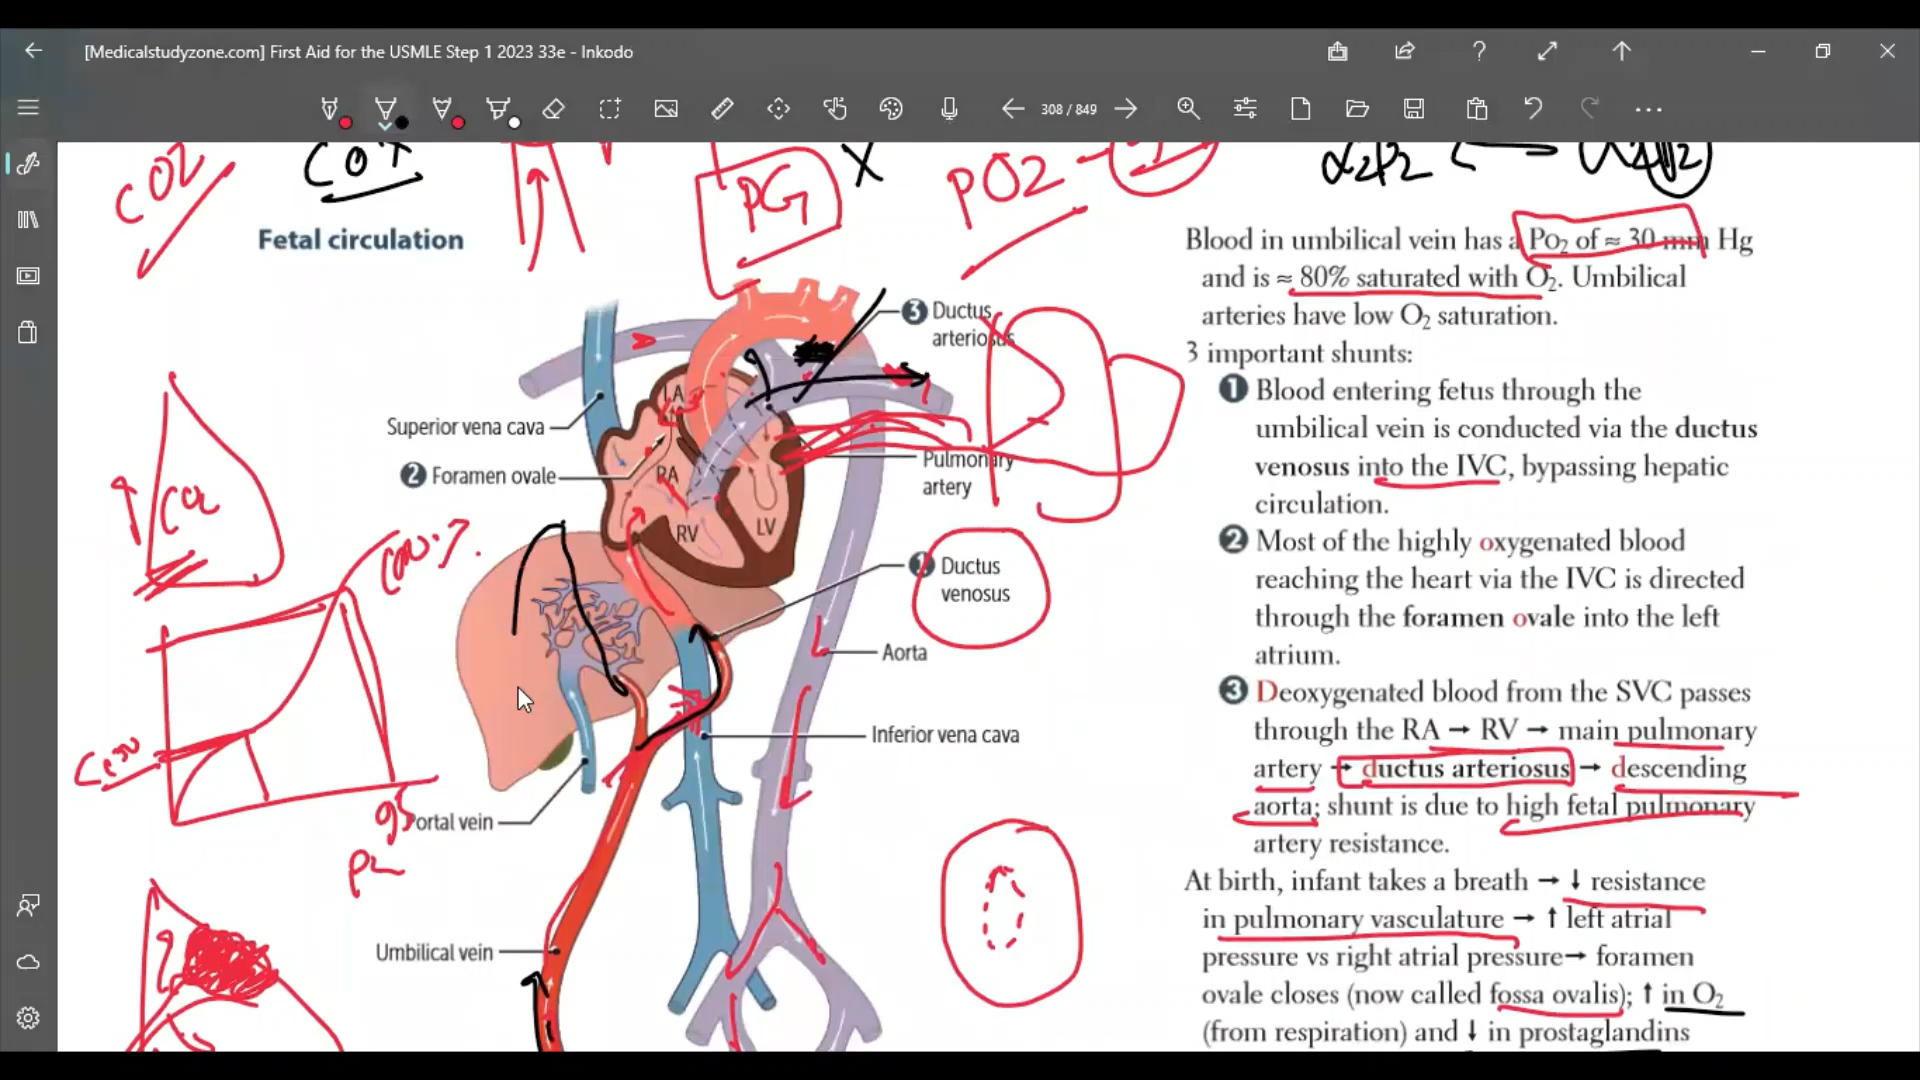 [Medicalstudyzone.com] First Aid for the USMLE Step 1 2023 33e - Inkodo
308 / 849
CO2
COX
PG
X
PO2
Fetal circulation
3 Ductus
arteriosus
LA
Superior vena cava
2 Foramen ovale
RA
Pulmonary
artery
RV
LV
Ductus
venosus
Aorta
Inferior vena cava
Portal vein
Umbilical vein
95
Blood in umbilical vein has a PO2 of ≈ 30 mm Hg
and is ≈ 80% saturated with O2. Umbilical
arteries have low O2 saturation.
3 important shunts:
1 Blood entering fetus through the
umbilical vein is conducted via the ductus
venosus into the IVC, bypassing hepatic
circulation.
2 Most of the highly oxygenated blood
reaching the heart via the IVC is directed
through the foramen ovale into the left
atrium.
3 Deoxygenated blood from the SVC passes
through the RA → RV → main pulmonary
artery → ductus arteriosus → descending
aorta; shunt is due to high fetal pulmonary
artery resistance.
At birth, infant takes a breath → ↓ resistance
in pulmonary vasculature → ↑ left atrial
pressure vs right atrial pressure→ foramen
ovale closes (now called fossa ovalis); ↑ in O2
(from respiration) and ↓ in prostaglandins